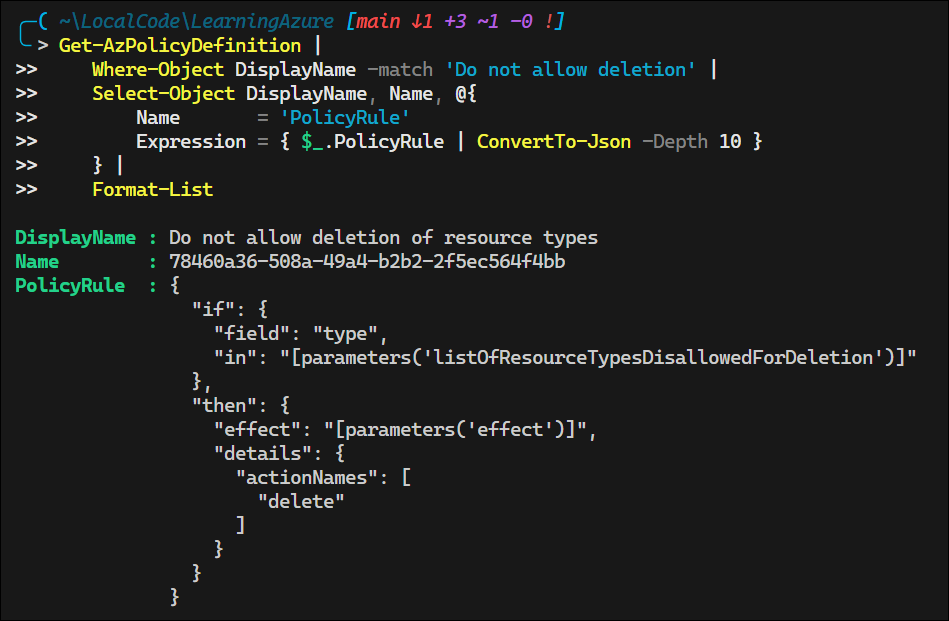 ( ~\LocalCode\LearningAzure [main ↓1 +3 ~1 -0 !]
> Get-AzPolicyDefinition |
>>     Where-Object DisplayName -match 'Do not allow deletion' |
>>     Select-Object DisplayName, Name, @{
>>         Name       = 'PolicyRule'
>>         Expression = { $_.PolicyRule | ConvertTo-Json -Depth 10 }
>>     } |
>>     Format-List
DisplayName : Do not allow deletion of resource types
Name        : 78460a36-508a-49a4-b2b2-2f5ec564f4bb
PolicyRule  : {
                "if": {
                  "field": "type",
                  "in": "[parameters('listOfResourceTypesDisallowedForDeletion')]"
                },
                "then": {
                  "effect": "[parameters('effect')]",
                  "details": {
                    "actionNames": [
                      "delete"
                    ]
                  }
                }
              }